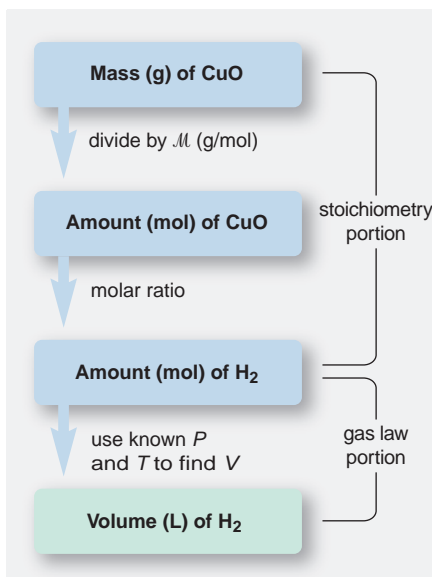 Mass (g) of CuO
divide by ℳ (g/mol)
Amount (mol) of CuO
stoichiometry
portion
molar ratio
Amount (mol) of H₂
use known P
and T to find V
gas law
portion
Volume (L) of H₂